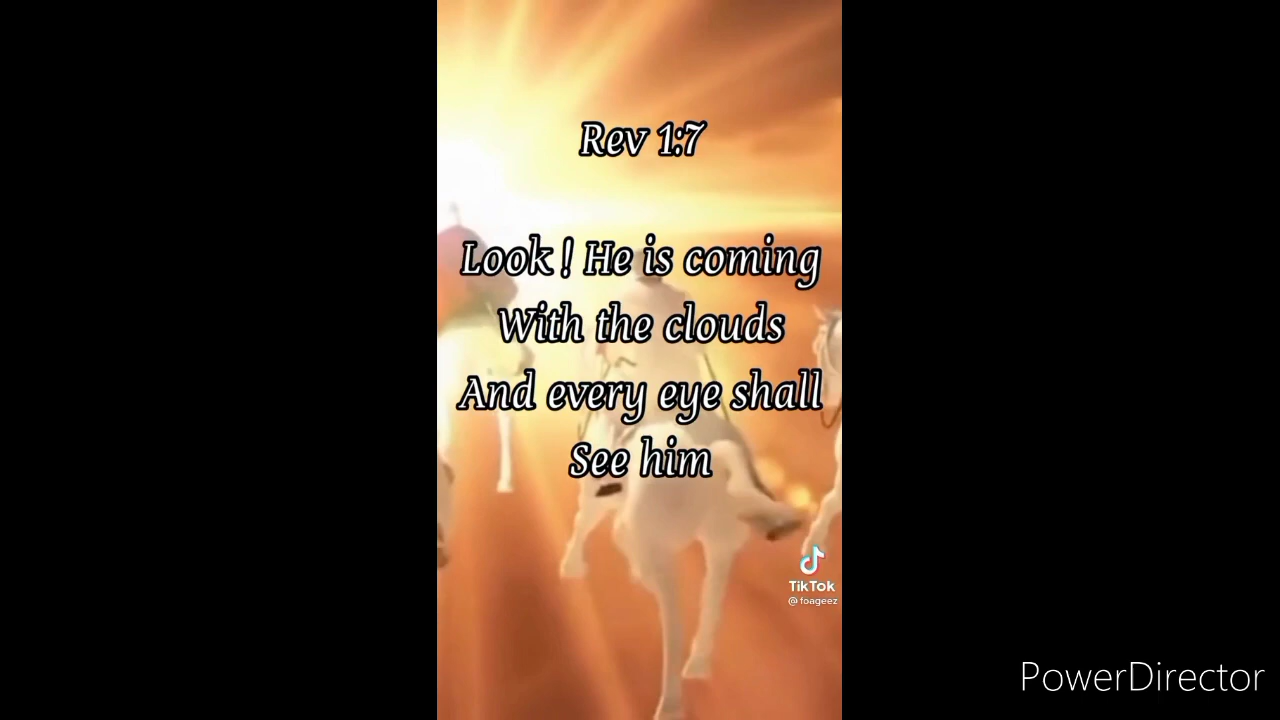 Rev 1:7
Look! He is coming
With the clouds
And every eye shall
See him
TikTok
@foageez
PowerDirector